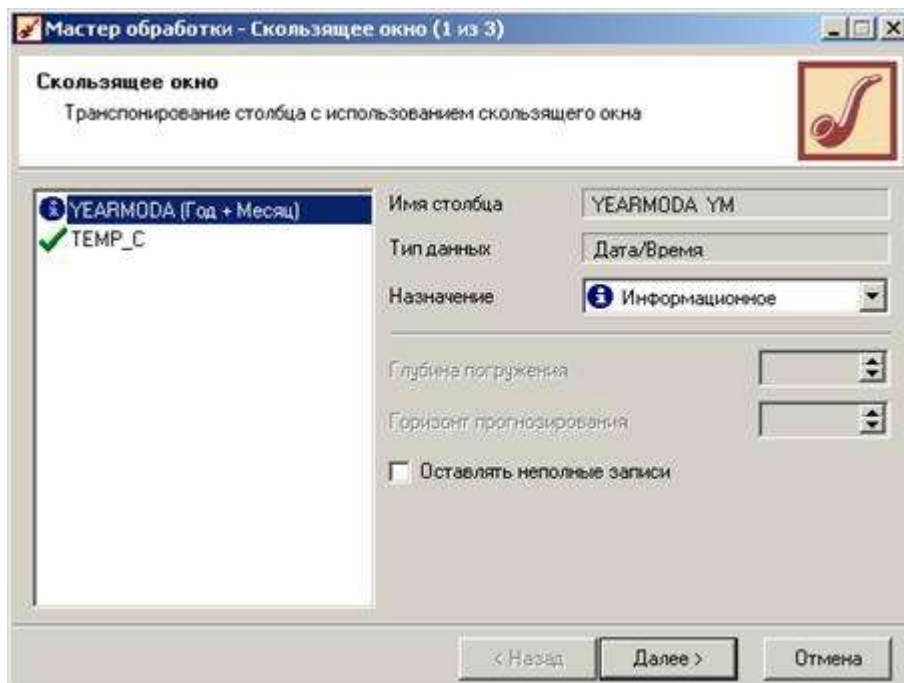 Мастер обработки - Скользящее окно (1 из 3)
Скользящее окно
Транспонирование столбца с использованием скользящего окна
YEARMODA (Год + Месяц)
TEMP_C
Имя столбца
YEARMODA_YM
Тип данных
Дата/Время
Назначение
Информационное
Глубина погружения
Горизонт прогнозирования
Оставлять неполные записи
< Назад
Далее >
Отмена